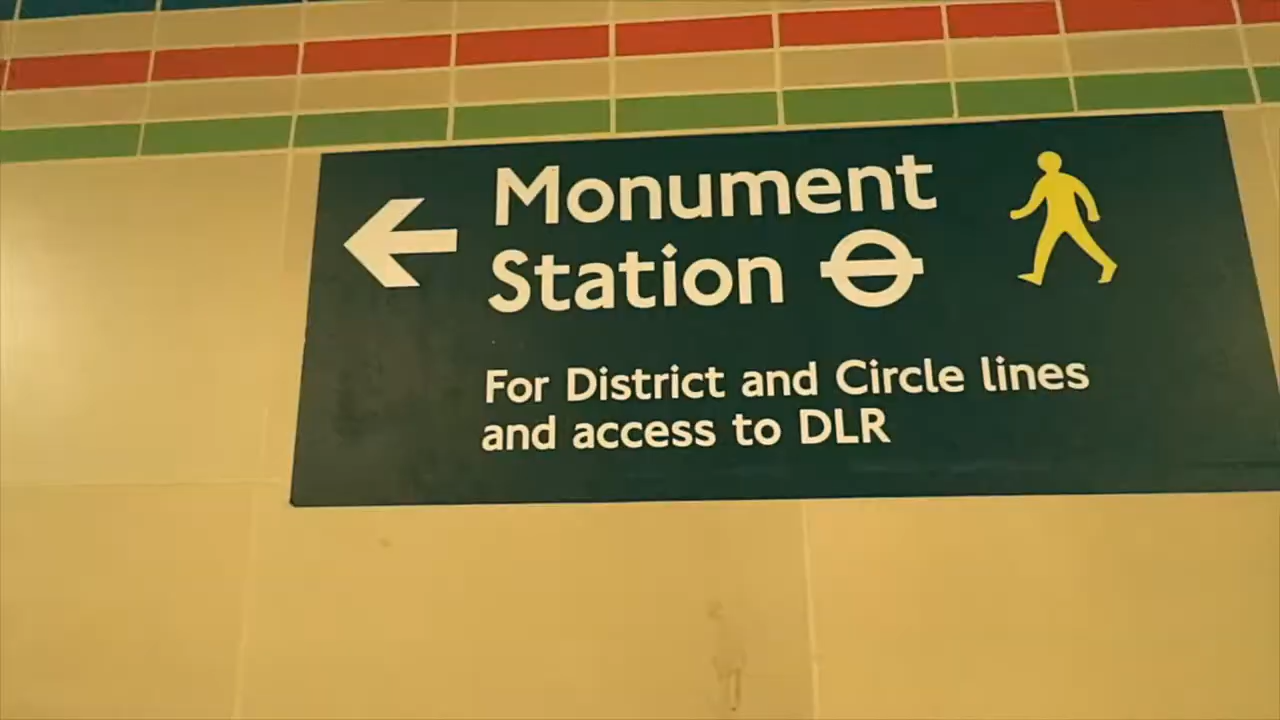 Monument
Station
For District and Circle lines
and access to DLR